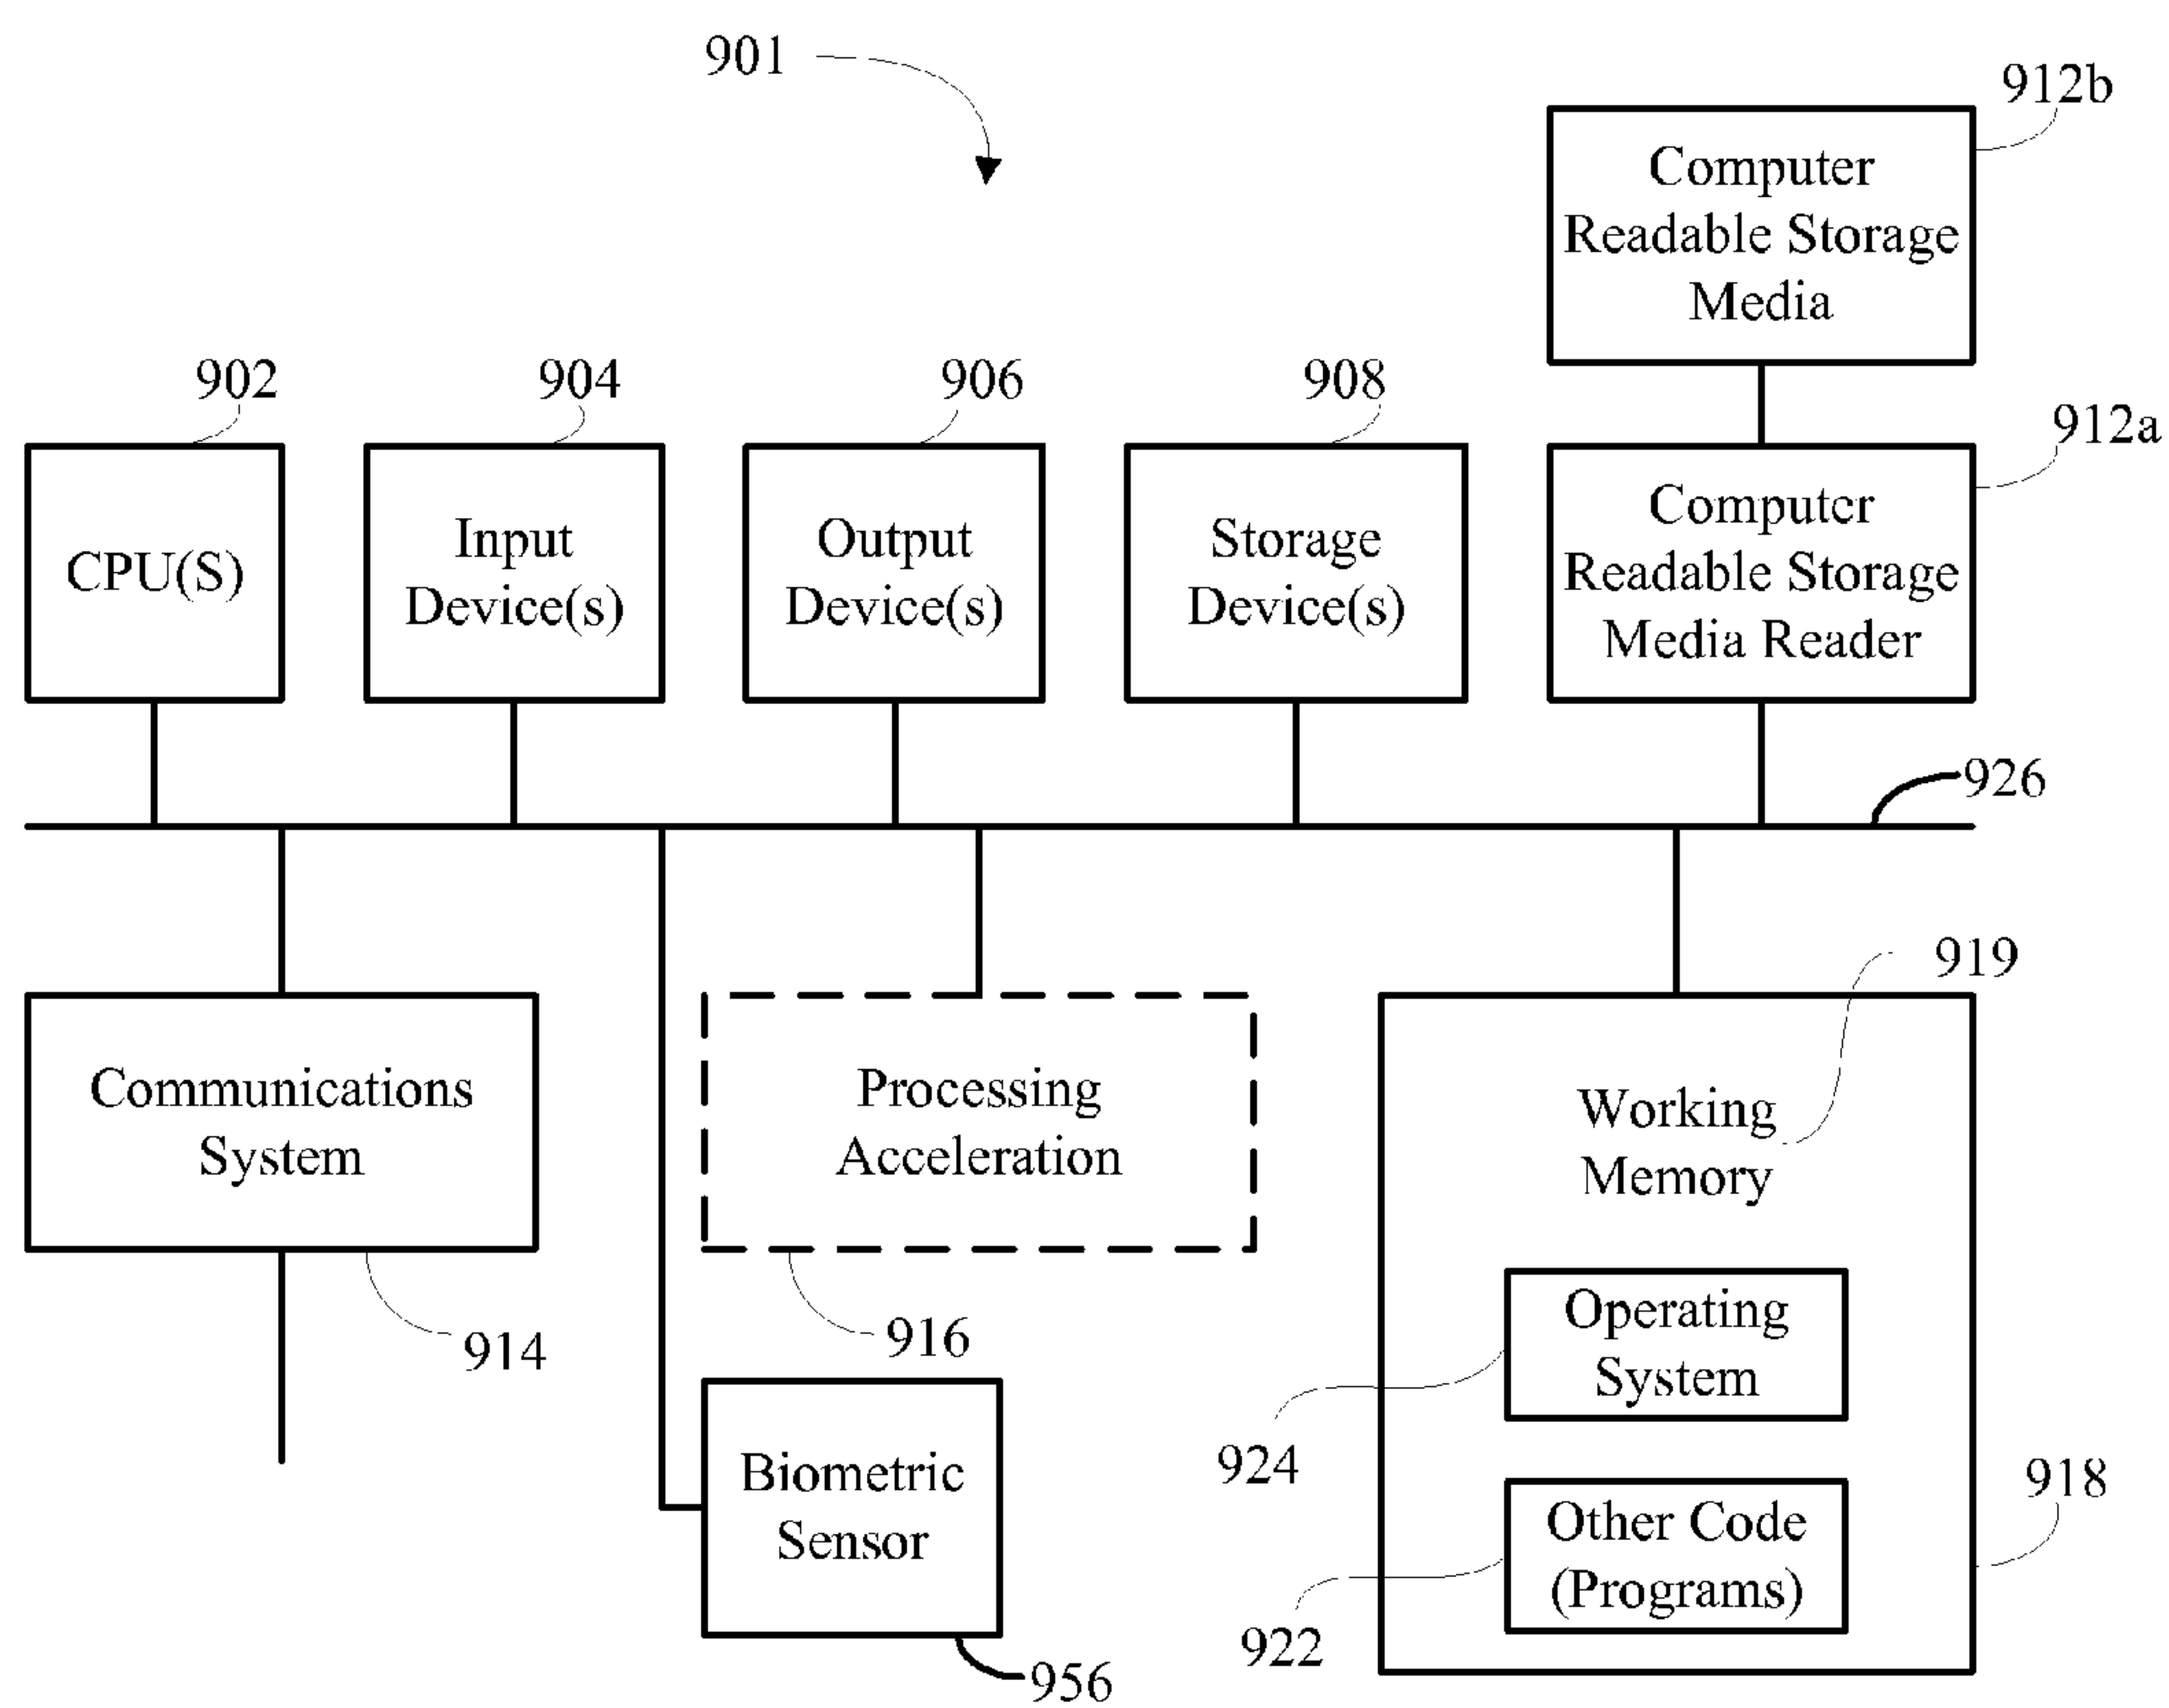 901
912b
Computer
Readable Storage
Media
902
904
906
908
912a
CPU(S)
Input
Device(s)
Output
Device(s)
Storage
Device(s)
Computer
Readable Storage
Media Reader
926
919
Communications
System
Processing
Acceleration
Working
Memory
914
916
Operating
System
924
918
Biometric
Sensor
Other Code
(Programs)
922
956